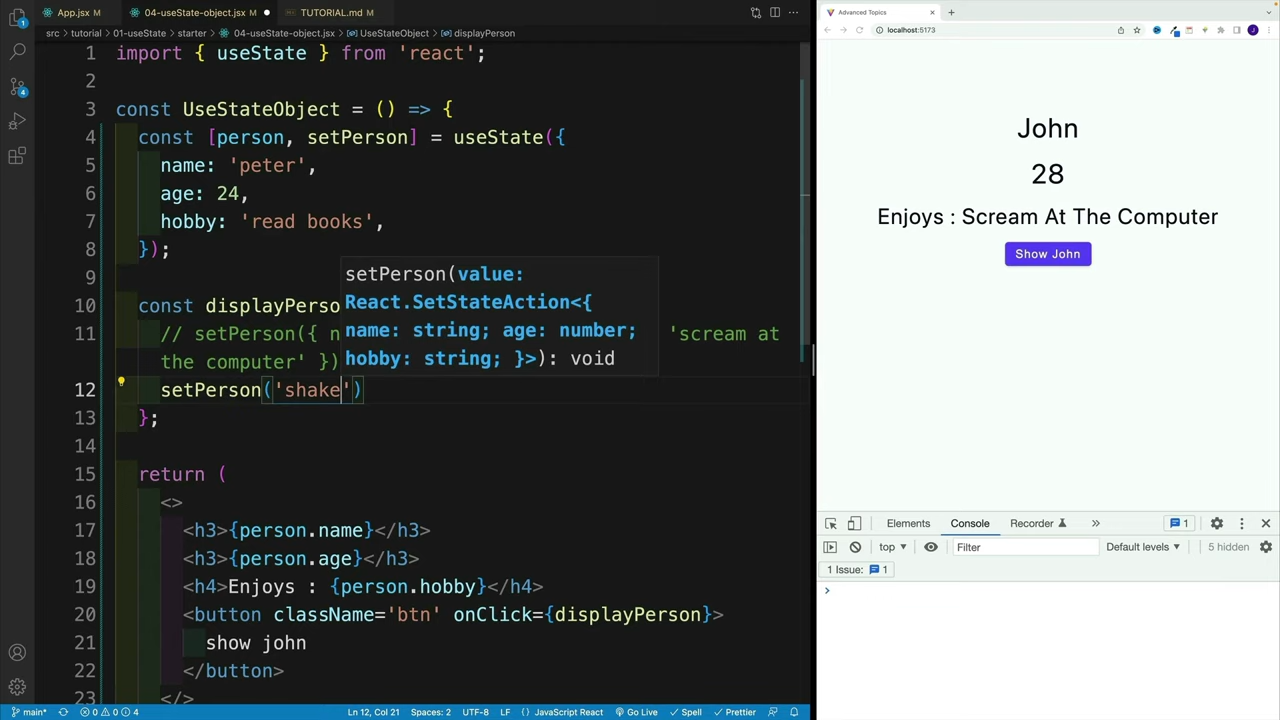 App.jsx M
04-useState-object.jsx M
TUTORIAL.md M
src > tutorial > 01-useState > starter > 04-useState-object.jsx > UseStateObject > displayPerson
1 import { useState } from 'react';
2
3 const UseStateObject = () => {
4 const [person, setPerson] = useState({
5 name: 'peter',
6 age: 24,
7 hobby: 'read books',
8 });
9
10 const displayPerso
11 // setPerson({ n
'scream at
the computer' })
12 setPerson('shake')
13 };
14
15 return (
16 <>
17 <h3>{person.name}</h3>
18 <h3>{person.age}</h3>
19 <h4>Enjoys : {person.hobby}</h4>
20 <button className='btn' onClick={displayPerson}>
21 show john
22 </button>
23 </>
setPerson(value:
React.SetStateAction<{
name: string; age: number;
hobby: string; }>): void
1
4
main* 0 0 4
Ln 12, Col 21 Spaces: 2 UTF-8 LF {} JavaScript React Go Live Spell Prettier
Advanced Topics
localhost:5173
J
John
28
Enjoys : Scream At The Computer
Show John
Elements Console Recorder 1
top Filter Default levels 5 hidden
1 Issue: 1